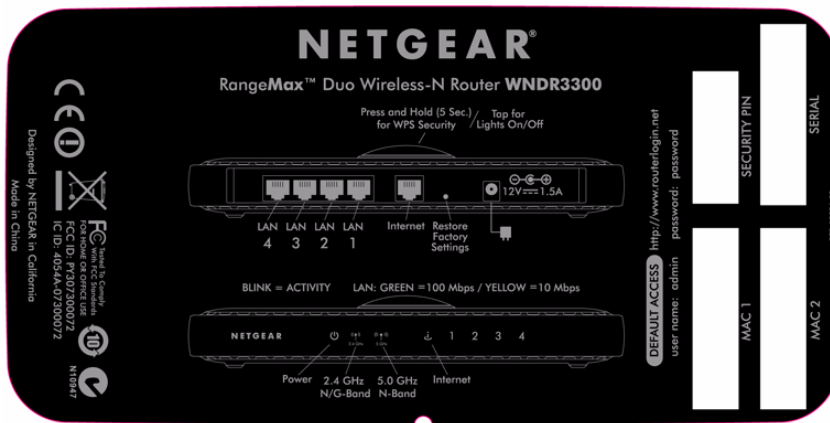 NETGEAR®
RangeMax™ Duo Wireless-N Router WNDR3300
Press and Hold (5 Sec.) / Tap for
for WPS Security Lights On/Off
12V 1.5A
LAN LAN LAN LAN Internet Restore
4 3 2 1 Factory
Settings
BLINK = ACTIVITY LAN: GREEN =100 Mbps / YELLOW =10 Mbps
NETGEAR 1 2 3 4
Power 2.4 GHz 5.0 GHz Internet
N/G-Band N-Band
CE
FC Tested To Comply
With FCC Standards
FOR HOME OR OFFICE USE
FCC ID: PY307300072
IC ID: 4054A-07300072
10
N10947
Designed by NETGEAR in California
Made in China
DEFAULT ACCESS http://www.routerlogin.net
user name: admin password: password
SECURITY PIN
SERIAL
MAC 1
MAC 2